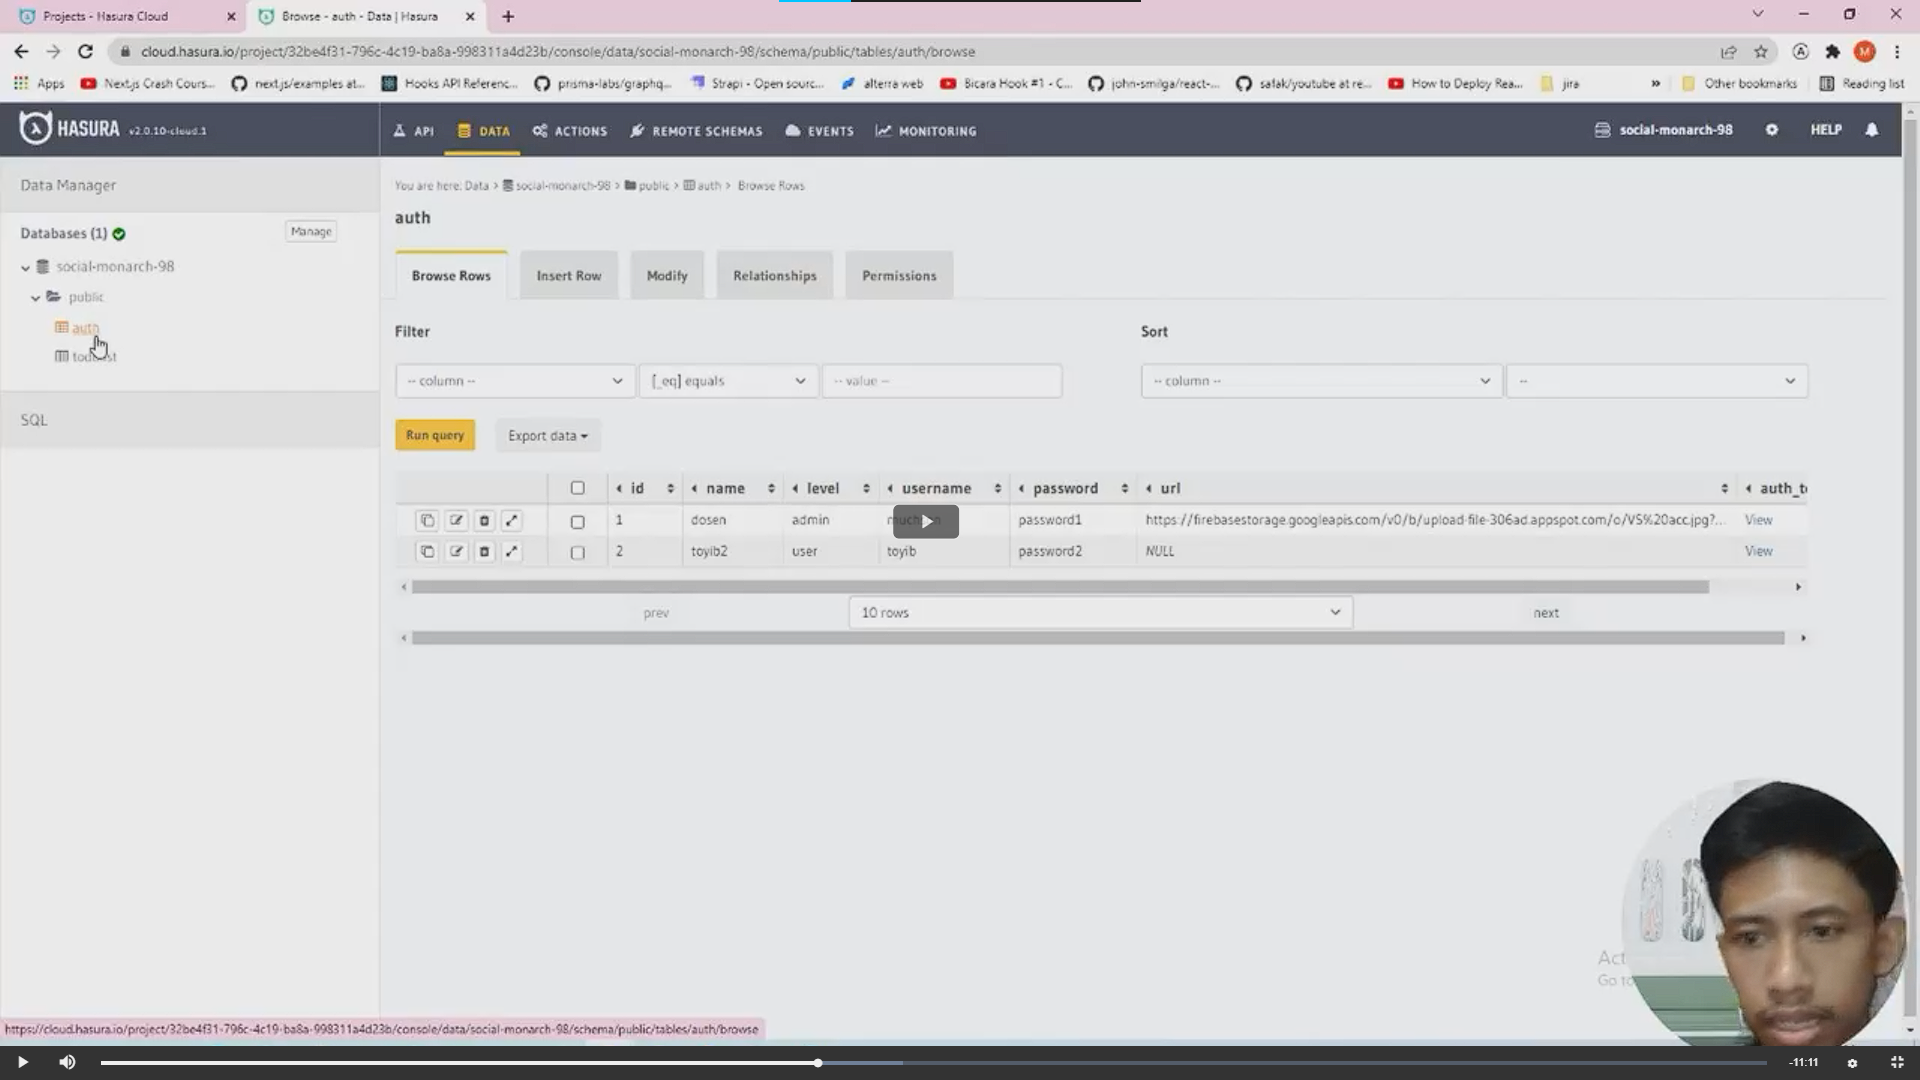 Projects - Hasura Cloud
Browse - auth - Data | Hasura
cloud.hasura.io/project/32be4f31-796c-4c19-ba8a-998311a4d23b/console/data/social-monarch-98/schema/public/tables/auth/browse
Apps
Next.js Crash Cours...
next.js/examples at...
Hooks API Referenc...
prisma-labs/graphq...
Strapi - Open sourc...
alterra web
Bicara Hook #1 - C...
john-smilga/react-...
safak/youtube at re...
How to Deploy Rea...
jira
»
Other bookmarks
Reading list
M
HASURA v2.0.10-cloud.1
API
DATA
ACTIONS
REMOTE SCHEMAS
EVENTS
MONITORING
social-monarch-98
HELP
Data Manager
Databases (1)
Manage
social-monarch-98
public
auth
SQL
You are here: Data > social-monarch-98 > public > auth > Browse Rows
auth
Browse Rows
Insert Row
Modify
Relationships
Permissions
Filter
Sort
-- column --
[_eq] equals
-- value --
-- column --
--
Run query
Export data
id name level username password url auth_t
1 dosen admin password1 https://firebasestorage.googleapis.com/v0/b/upload-file-306ad.appspot.com/o/VS%20acc.jpg?... View
2 toyib2 user toyib password2 NULL View
prev
10 rows
next
Act
Go to
https://cloud.hasura.io/project/32be4f31-796c-4c19-ba8a-998311a4d23b/console/data/social-monarch-98/schema/public/tables/auth/browse
-11:11